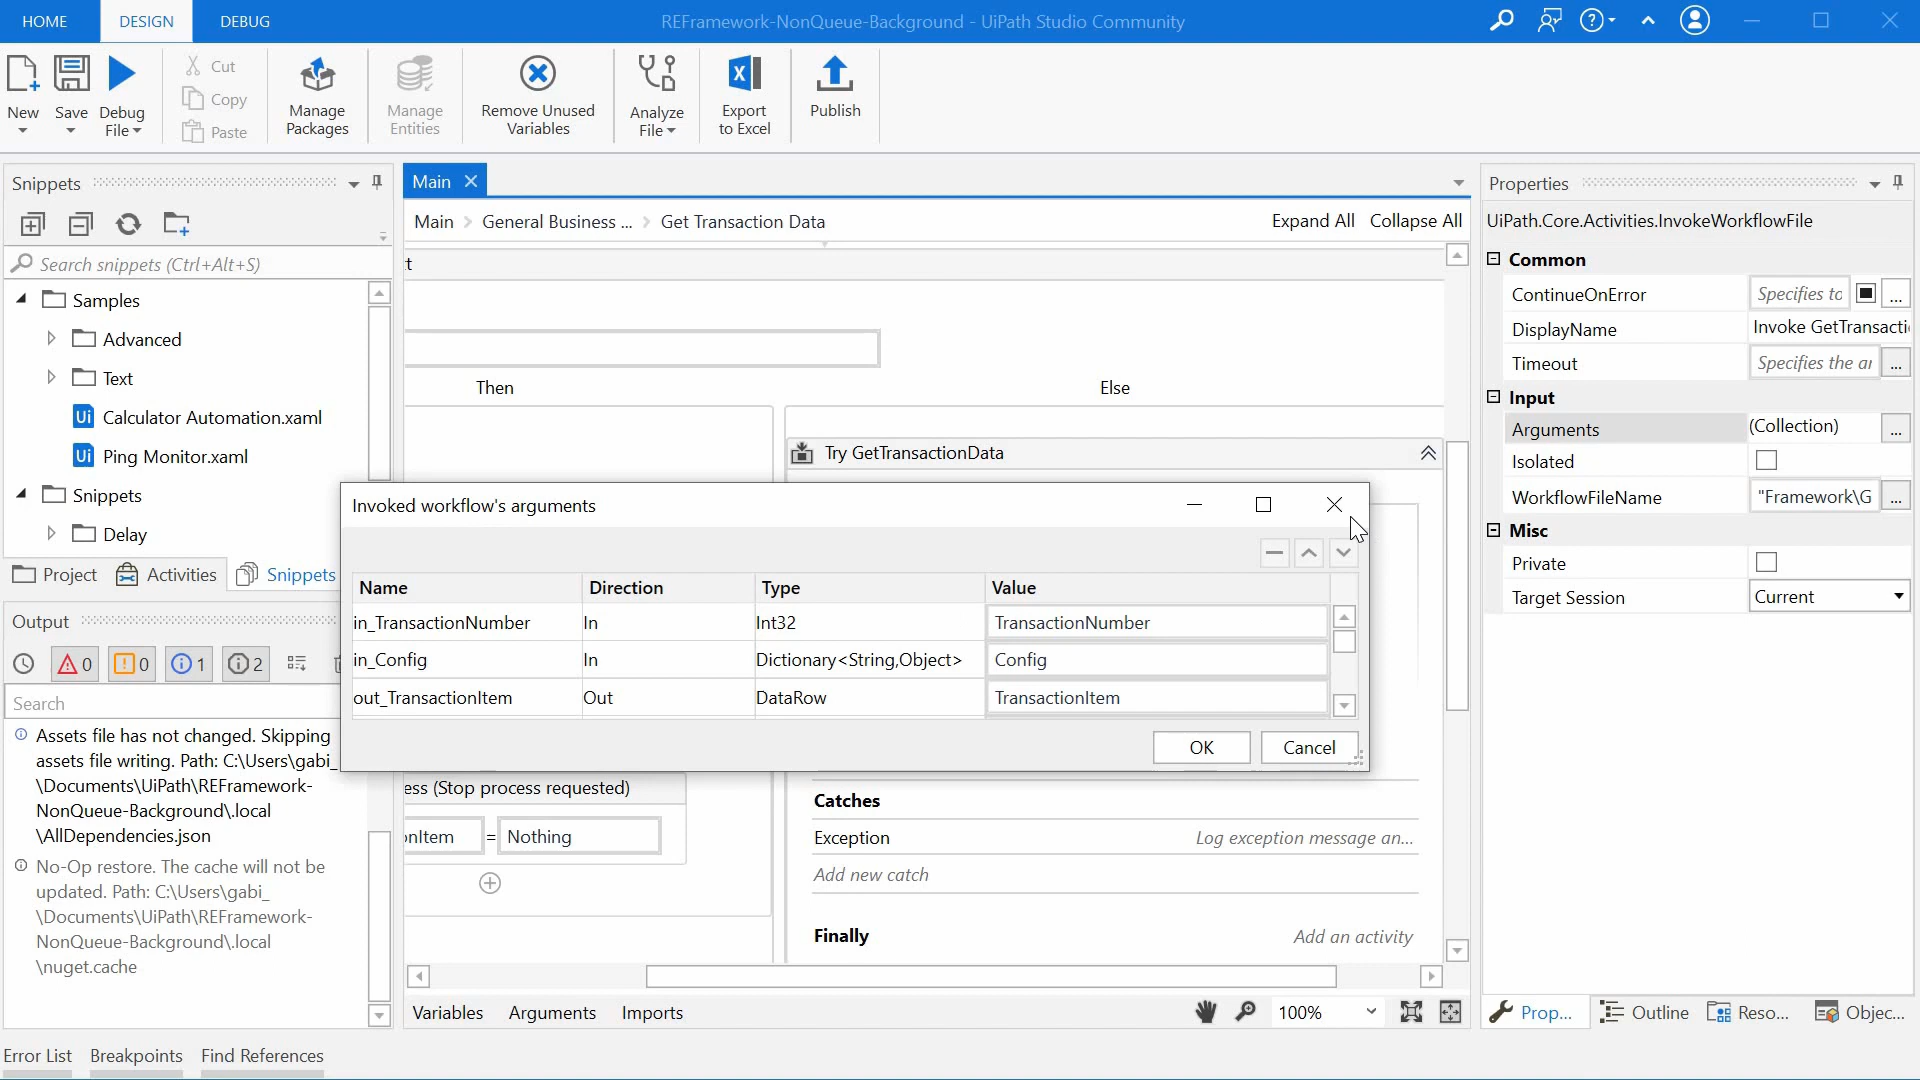 HOME
DESIGN
DEBUG
REFramework-NonQueue-Background - UiPath Studio Community
New
Save
Debug File
Cut
Copy
Paste
Manage Packages
Manage Entities
Remove Unused Variables
Analyze File
Export to Excel
Publish
Snippets
Search snippets (Ctrl+Alt+S)
Samples
Advanced
Text
Calculator Automation.xaml
Ping Monitor.xaml
Snippets
Delay
Project
Activities
Snippets
Output
0
0
1
2
Search
Assets file has not changed. Skipping
assets file writing. Path: C:\Users\gabi_
\Documents\UiPath\REFramework-
NonQueue-Background\.local
\AllDependencies.json
No-Op restore. The cache will not be
updated. Path: C:\Users\gabi_
\Documents\UiPath\REFramework-
NonQueue-Background\.local
\nuget.cache
Error List
Breakpoints
Find References
Main
Main
General Business ...
Get Transaction Data
Expand All
Collapse All
Then
Else
Try GetTransactionData
Invoked workflow's arguments
Name Direction Type Value
in_TransactionNumber In Int32 TransactionNumber
in_Config In Dictionary<String,Object> Config
out_TransactionItem Out DataRow TransactionItem
OK
Cancel
ess (Stop process requested)
onItem = Nothing
Catches
Exception Log exception message an...
Add new catch
Finally Add an activity
Variables
Arguments
Imports
100%
Properties
UiPath.Core.Activities.InvokeWorkflowFile
Common
ContinueOnError Specifies to ...
DisplayName Invoke GetTransacti
Timeout Specifies the ar ...
Input
Arguments (Collection) ...
Isolated
WorkflowFileName "Framework\G ...
Misc
Private
Target Session Current
Prop...
Outline
Reso...
Objec...